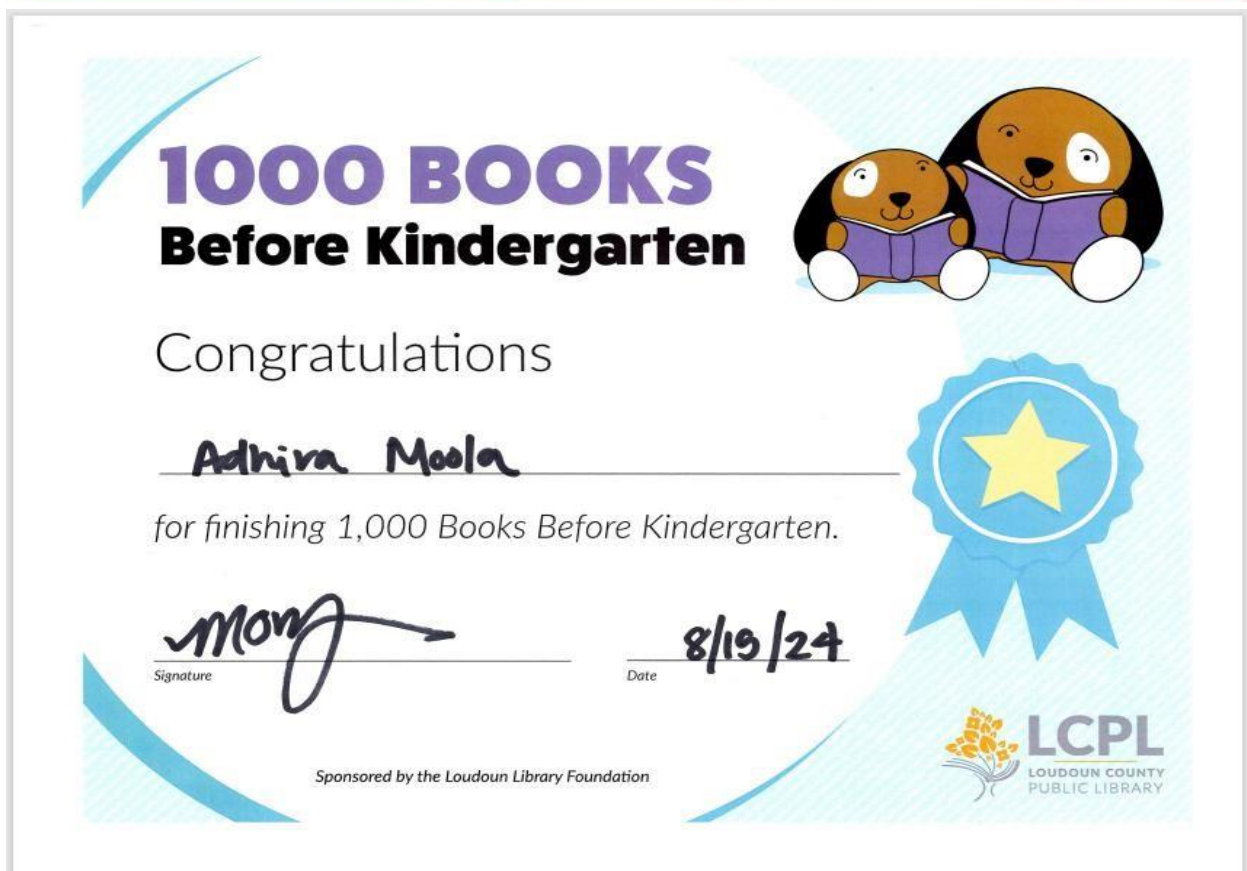 1000 BOOKS
Before Kindergarten
Congratulations
Adhira Moola
for finishing 1,000 Books Before Kindergarten.
8/15/24
Signature
Date
Sponsored by the Loudoun Library Foundation
LCPL
LOUDOUN COUNTY
PUBLIC LIBRARY